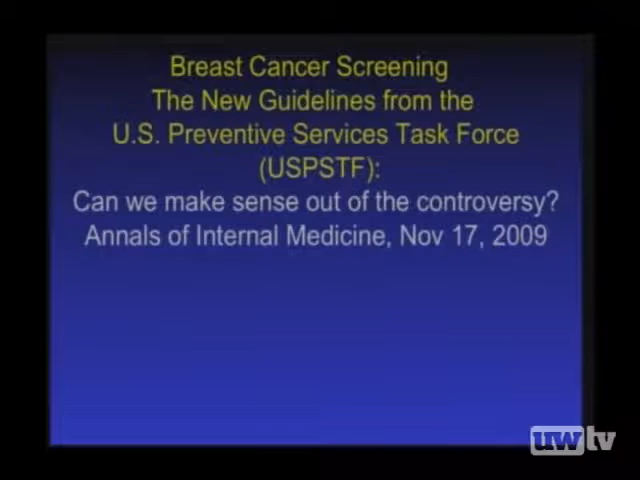 Breast Cancer Screening
The New Guidelines from the
U.S. Preventive Services Task Force
(USPSTF):
Can we make sense out of the controversy?
Annals of Internal Medicine, Nov 17, 2009
uwtv